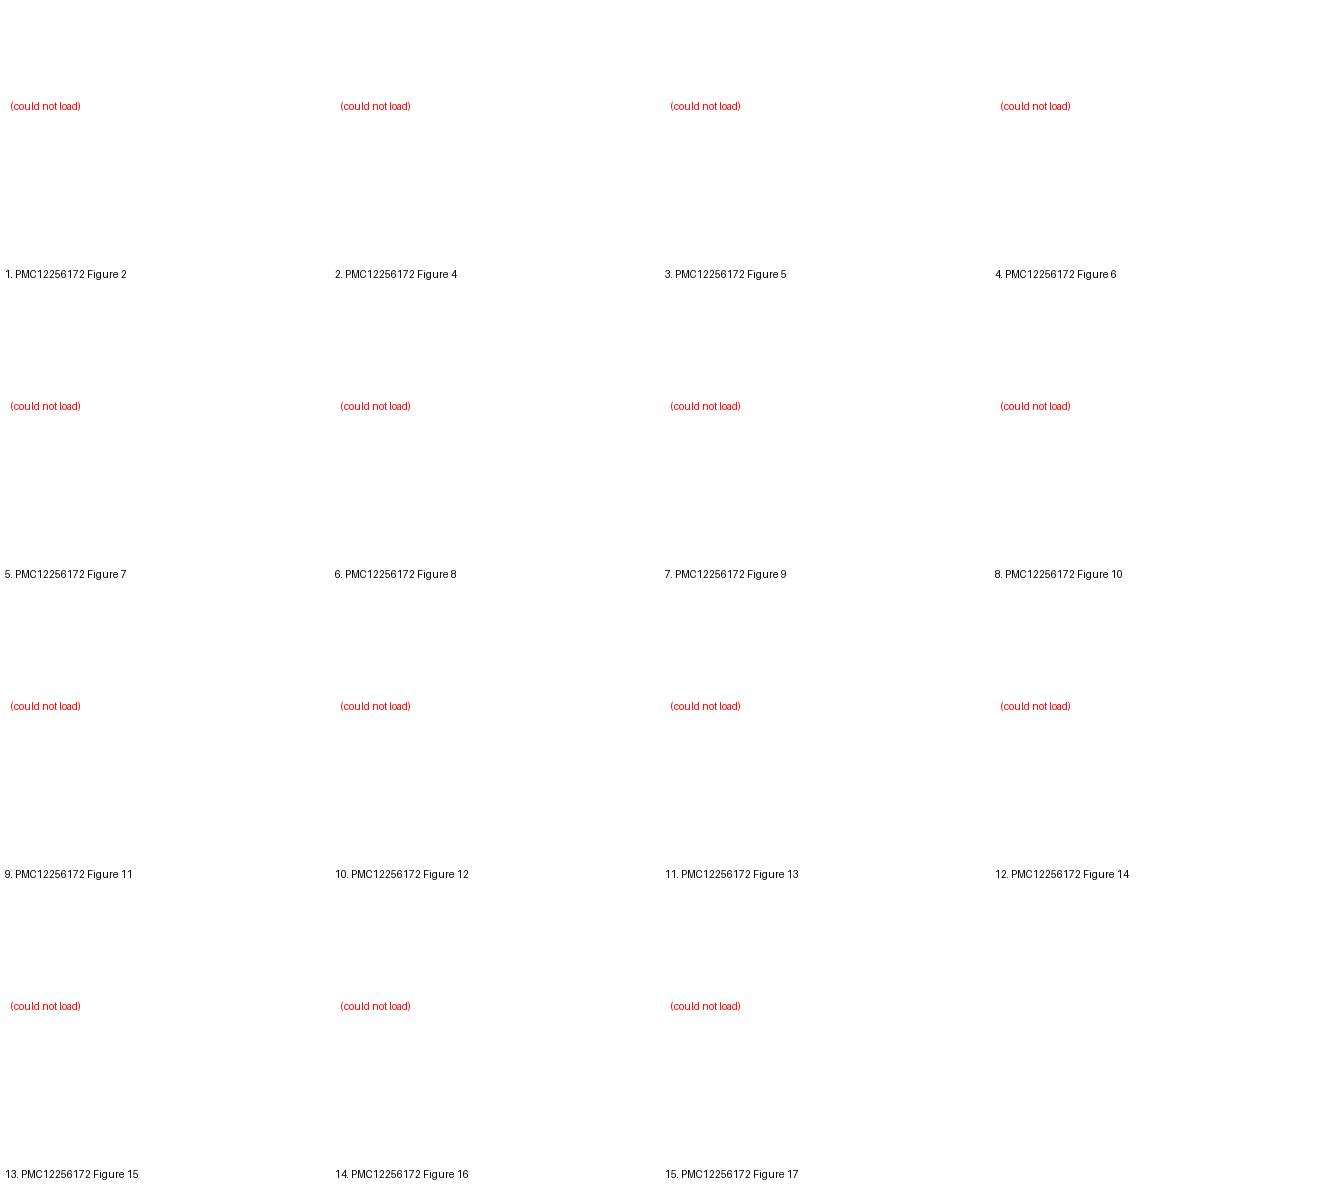 (could not load) (could not load) (could not load) (could not load)
1. PMC12256172 Figure 2 2. PMC12256172 Figure 4 3. PMC12256172 Figure 5 4. PMC12256172 Figure 6
(could not load) (could not load) (could not load) (could not load)
5. PMC12256172 Figure 7 6. PMC12256172 Figure 8 7. PMC12256172 Figure 9 8. PMC12256172 Figure 10
(could not load) (could not load) (could not load) (could not load)
9. PMC12256172 Figure 11 10. PMC12256172 Figure 12 11. PMC12256172 Figure 13 12. PMC12256172 Figure 14
(could not load) (could not load) (could not load)
13. PMC12256172 Figure 15 14. PMC12256172 Figure 16 15. PMC12256172 Figure 17